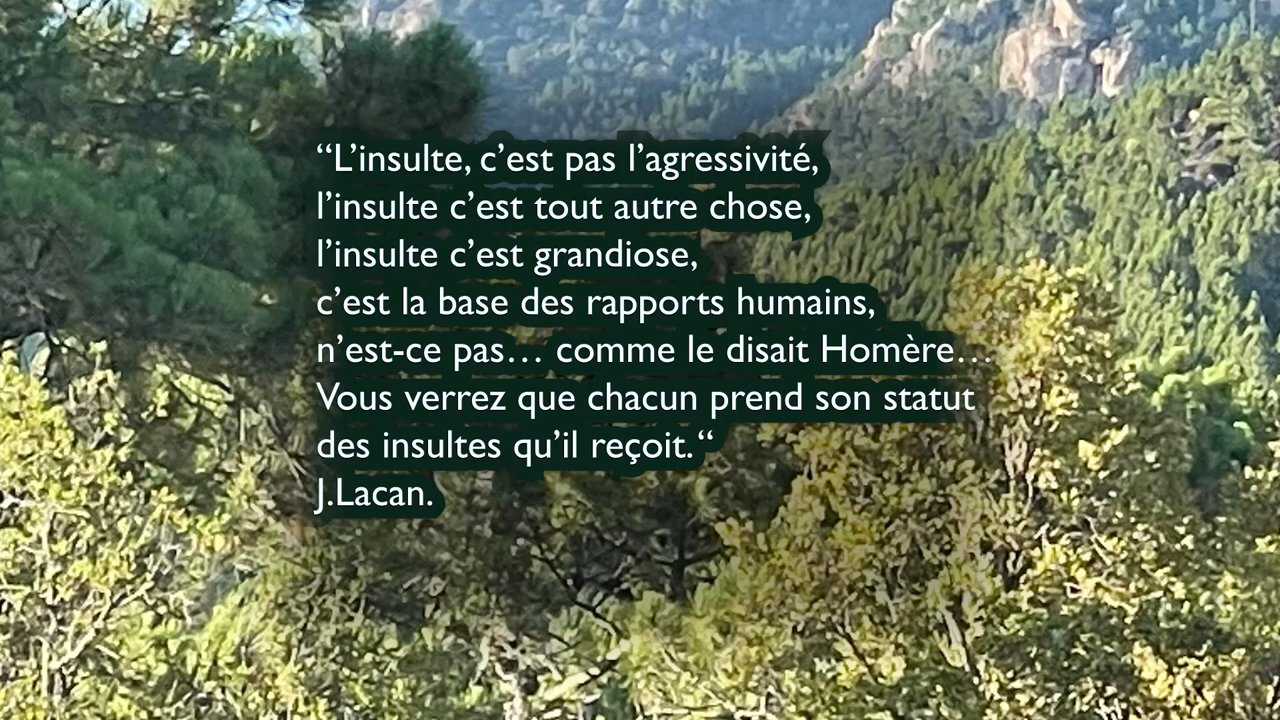 “L’insulte, c’est pas l’agressivité,
l’insulte c’est tout autre chose,
l’insulte c’est grandiose,
c’est la base des rapports humains,
n’est-ce pas… comme le disait Homère…
Vous verrez que chacun prend son statut
des insultes qu’il reçoit.“
J.Lacan.